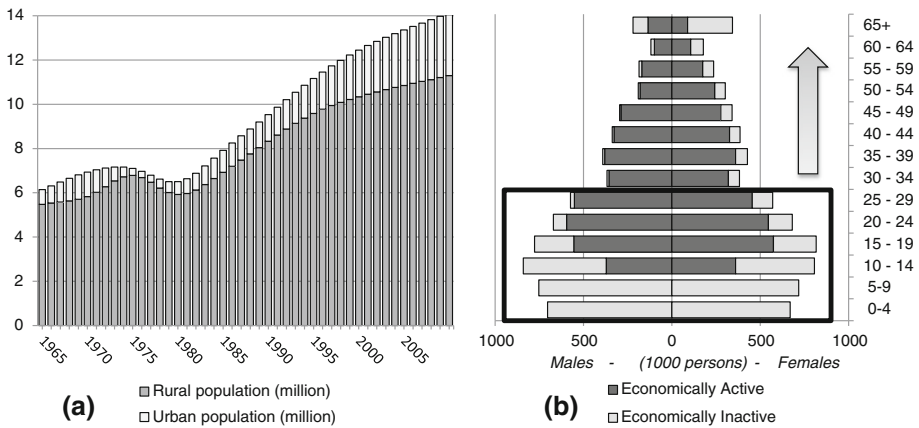 14
12
10
8
6
4
2
0
1965
1970
1975
1980
1985
1990
1995
2000
2005
(a)
Rural population (million)
Urban population (million)
65+
60 - 64
55 - 59
50 - 54
45 - 49
40 - 44
35 - 39
30 - 34
25 - 29
20 - 24
15 - 19
10 - 14
5-9
0-4
1000 500 0 500 1000
Males - (1000 persons) - Females
(b)
Economically Active
Economically Inactive